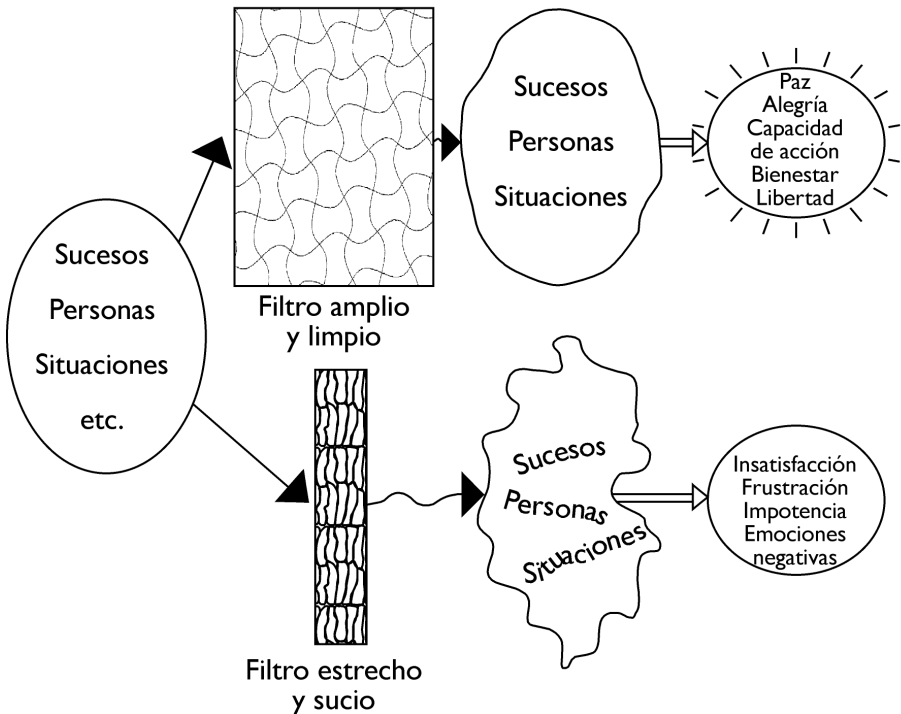 Sucesos
Personas
Situaciones
etc.
Filtro amplio
y limpio
Sucesos
Personas
Situaciones
Paz
Alegría
Capacidad
de acción
Bienestar
Libertad
Filtro estrecho
y sucio
Sucesos
Personas
Situaciones
Insatisfacción
Frustración
Impotencia
Emociones
negativas